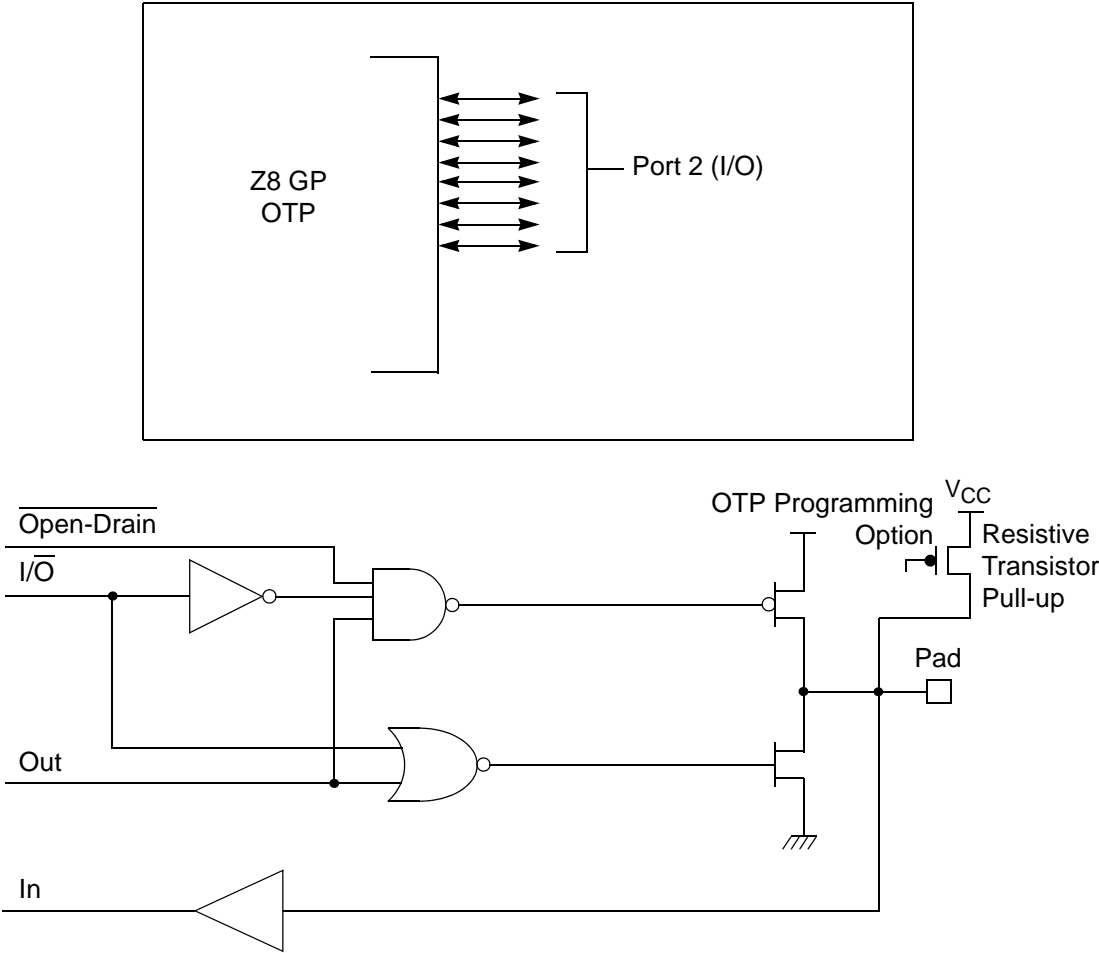 Z8 GP
OTP
Port 2 (I/O)
Open-Drain
I/O
OTP Programming
Option
VCC
Resistive
Transistor
Pull-up
Pad
Out
In